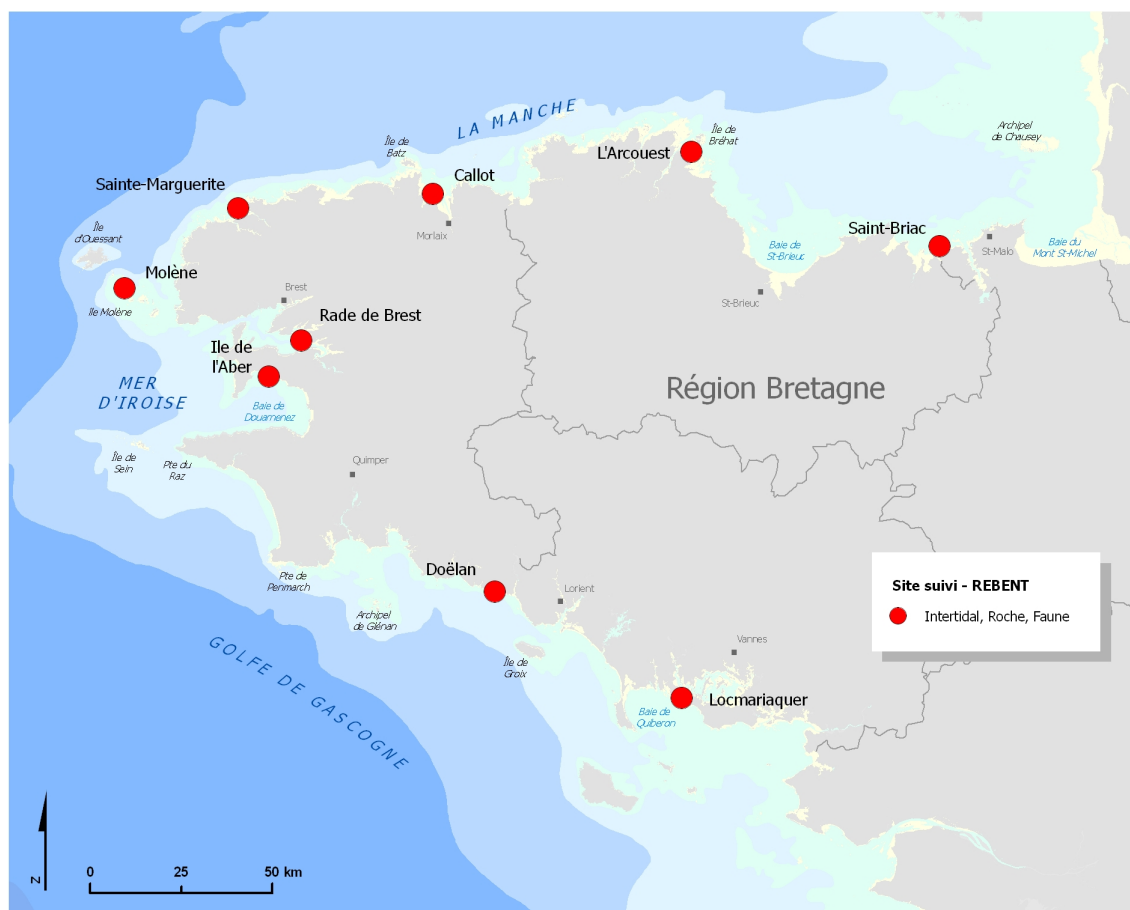 LA MANCHE
Île de
Batz
Île de
Bréhat
Archipel
de Chausey
L'Arcouest
Callot
Sainte-Marguerite
Morlaix
Île
d'Ouessant
Saint-Briac
Baie de
St-Brieuc
St-Malo
Baie du
Mont St-Michel
Molène
Île Molène
Brest
St-Brieuc
Rade de Brest
Ile de
l'Aber
MER
D'IROISE
Baie de
Douarnenez
Région Bretagne
Île de
Sein
Pte du
Raz
Quimper
Doëlan
Pte de
Penmarch
Lorient
Archipel
de Glénan
Site suivi - REBENT
Intertidal, Roche, Faune
GOLFE DE GASCOGNE
Île de
Groix
Vannes
Locmariaquer
Baie de
Quiberon
N
0 25 50 km